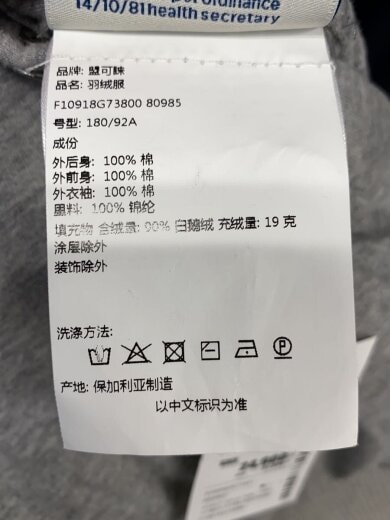 ordinance
14/10/81 health secretary
品牌: 盟可睐
品名: 羽绒服
F10918G73800 80985
号型: 180/92A
成份
外后身: 100% 棉
外前身: 100% 棉
外衣袖: 100% 棉
里料: 100% 锦纶
填充物 含绒量: 90% 白鹅绒 充绒量: 19 克
涂层除外
装饰除外
洗涤方法:
产地: 保加利亚制造
以中文标识为准